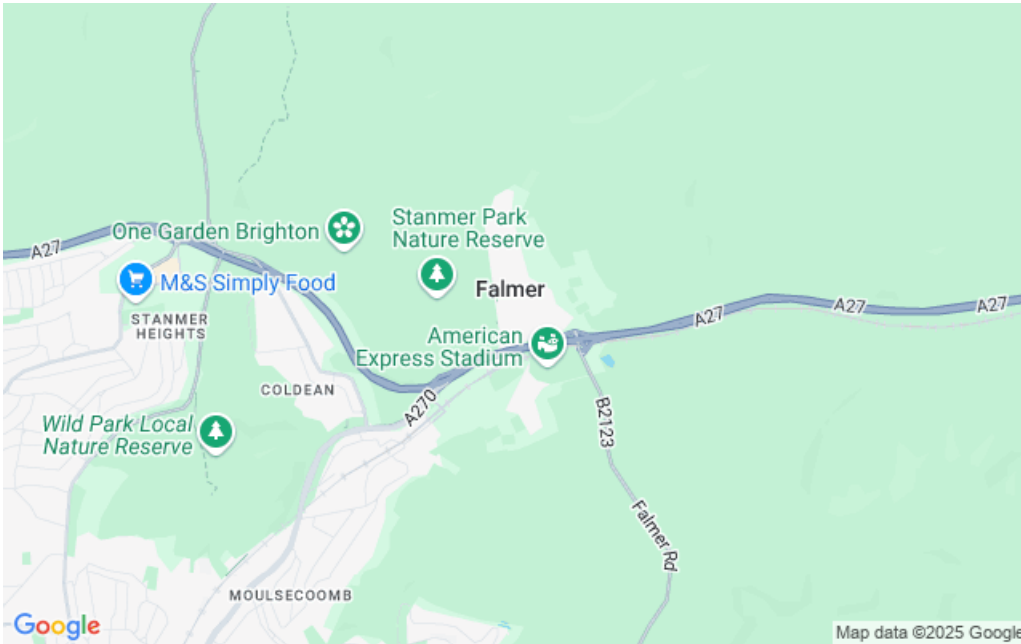 One Garden Brighton
Stanmer Park
Nature Reserve
A27
M&S Simply Food
Falmer
A27
A27
A27
STANMER
HEIGHTS
American
Express Stadium
COLDEAN
A270
B2123
Wild Park Local
Nature Reserve
Falmer Rd
MOULSECOOMB
Google
Map data ©2025 Google